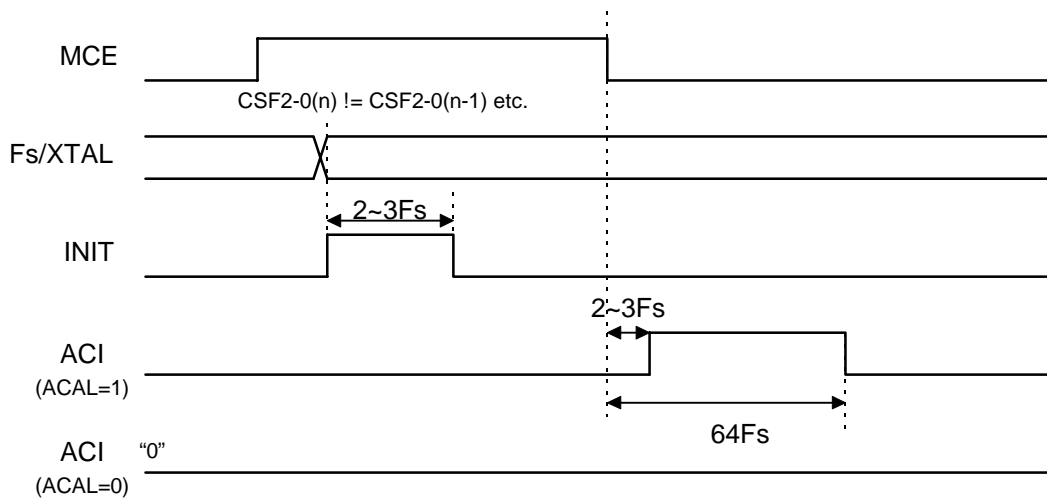 MCE
CSF2-0(n) != CSF2-0(n-1) etc.
Fs/XTAL
2~3Fs
INIT
2~3Fs
ACI
(ACAL=1)
64Fs
ACI “0”
(ACAL=0)